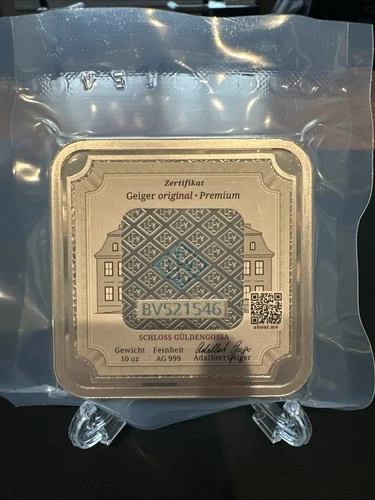 Zertifikat
Geiger original · Premium
BV521546
about me
SCHLOSS GÜLDENGOSSA
Gewicht Feinheit
10 oz AG 999 Adalbert Geiger